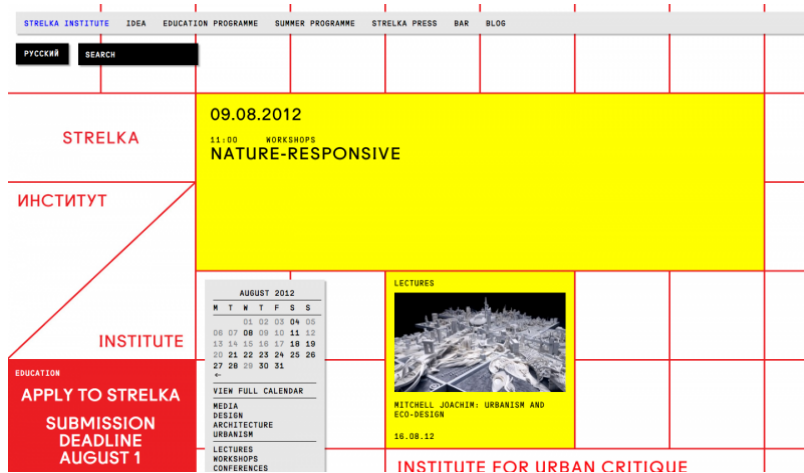 STRELKA INSTITUTE IDEA EDUCATION PROGRAMME SUMMER PROGRAMME STRELKA PRESS BAR BLOG
РУССКИЙ SEARCH
STRELKA
ИНСТИТУТ
INSTITUTE
09.08.2012
11:00 WORKSHOPS
NATURE-RESPONSIVE
EDUCATION
APPLY TO STRELKA
SUBMISSION
DEADLINE
AUGUST 1
AUGUST 2012
M T W T F S S
01 02 03 04 05
06 07 08 09 10 11 12
13 14 15 16 17 18 19
20 21 22 23 24 25 26
27 28 29 30 31
←
VIEW FULL CALENDAR
MEDIA
DESIGN
ARCHITECTURE
URBANISM
LECTURES
WORKSHOPS
CONFERENCES
LECTURES
MITCHELL JOACHIM: URBANISM AND
ECO-DESIGN
16.08.12
INSTITUTE FOR URBAN CRITIQUE